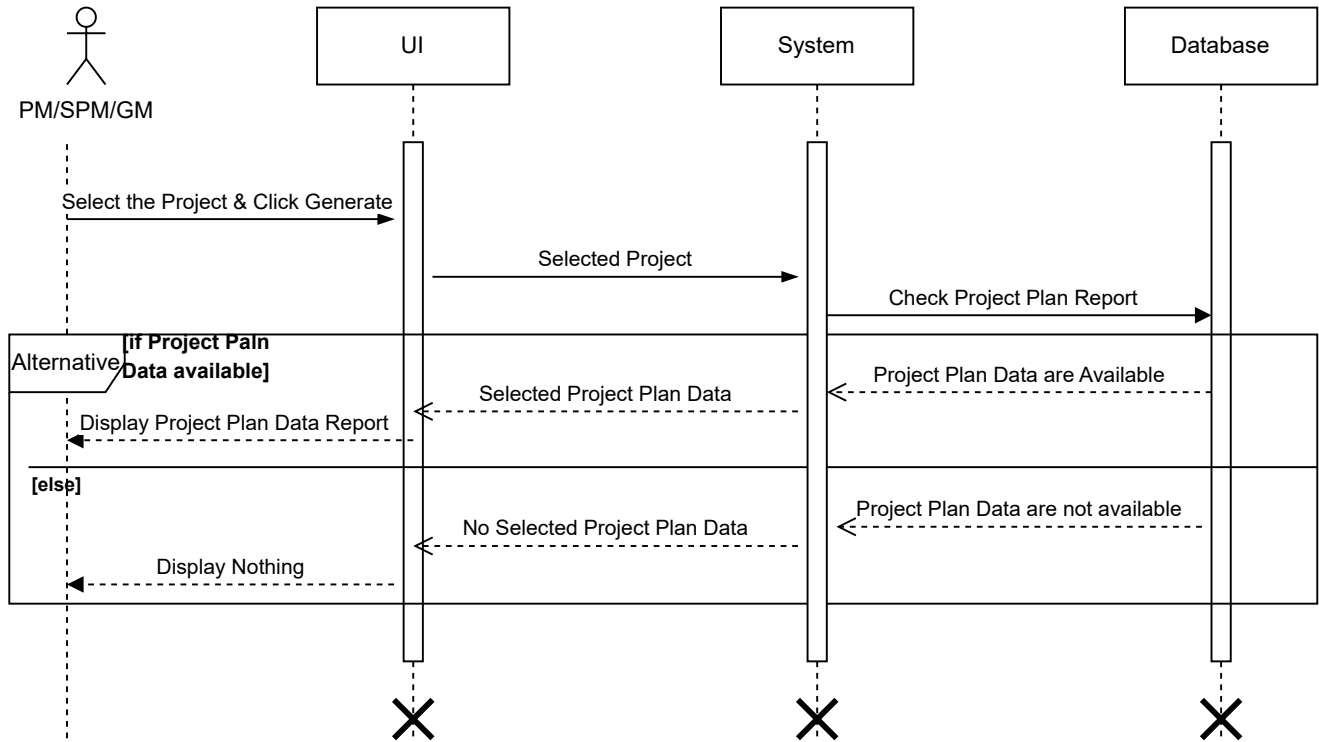 UI
System
Database
PM/SPM/GM
Select the Project & Click Generate
Selected Project
Check Project Plan Report
[if Project Paln
Alternative
Data available]
Project Plan Data are Available
Selected Project Plan Data
Display Project Plan Data Report
[else]
Project Plan Data are not available
No Selected Project Plan Data
Display Nothing